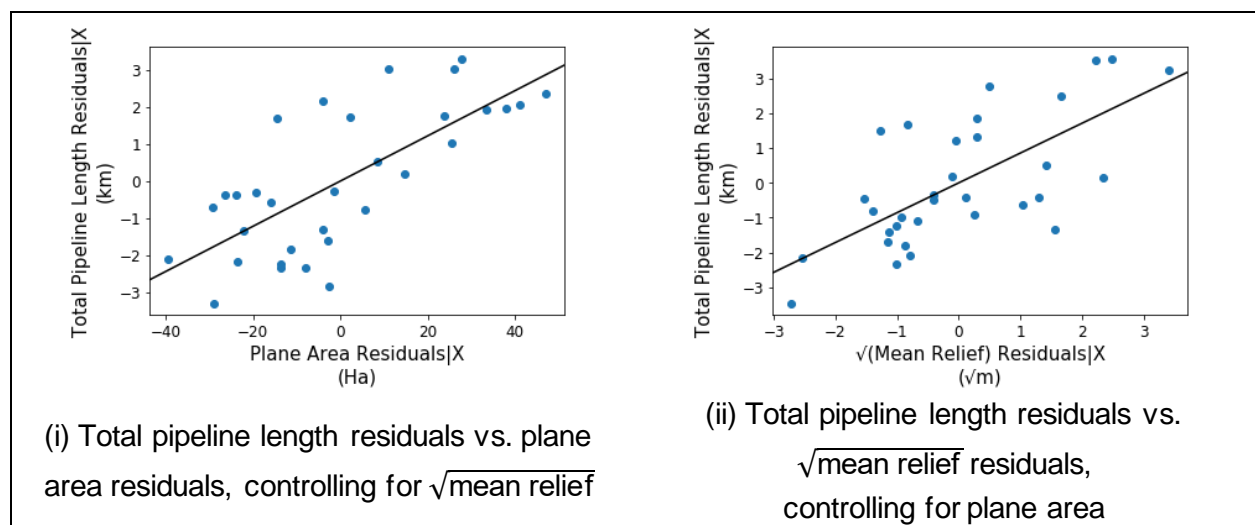 Total Pipeline Length Residuals|X
(km)
3
2
1
0
−1
−2
−3
−40
−20
0
20
40
Plane Area Residuals|X
(Ha)
(i) Total pipeline length residuals vs. plane
area residuals, controlling for √mean relief
Total Pipeline Length Residuals|X
(km)
3
2
1
0
−1
−2
−3
−3
−2
−1
0
1
2
3
√(Mean Relief) Residuals|X
(√m)
(ii) Total pipeline length residuals vs.
√mean relief residuals,
controlling for plane area